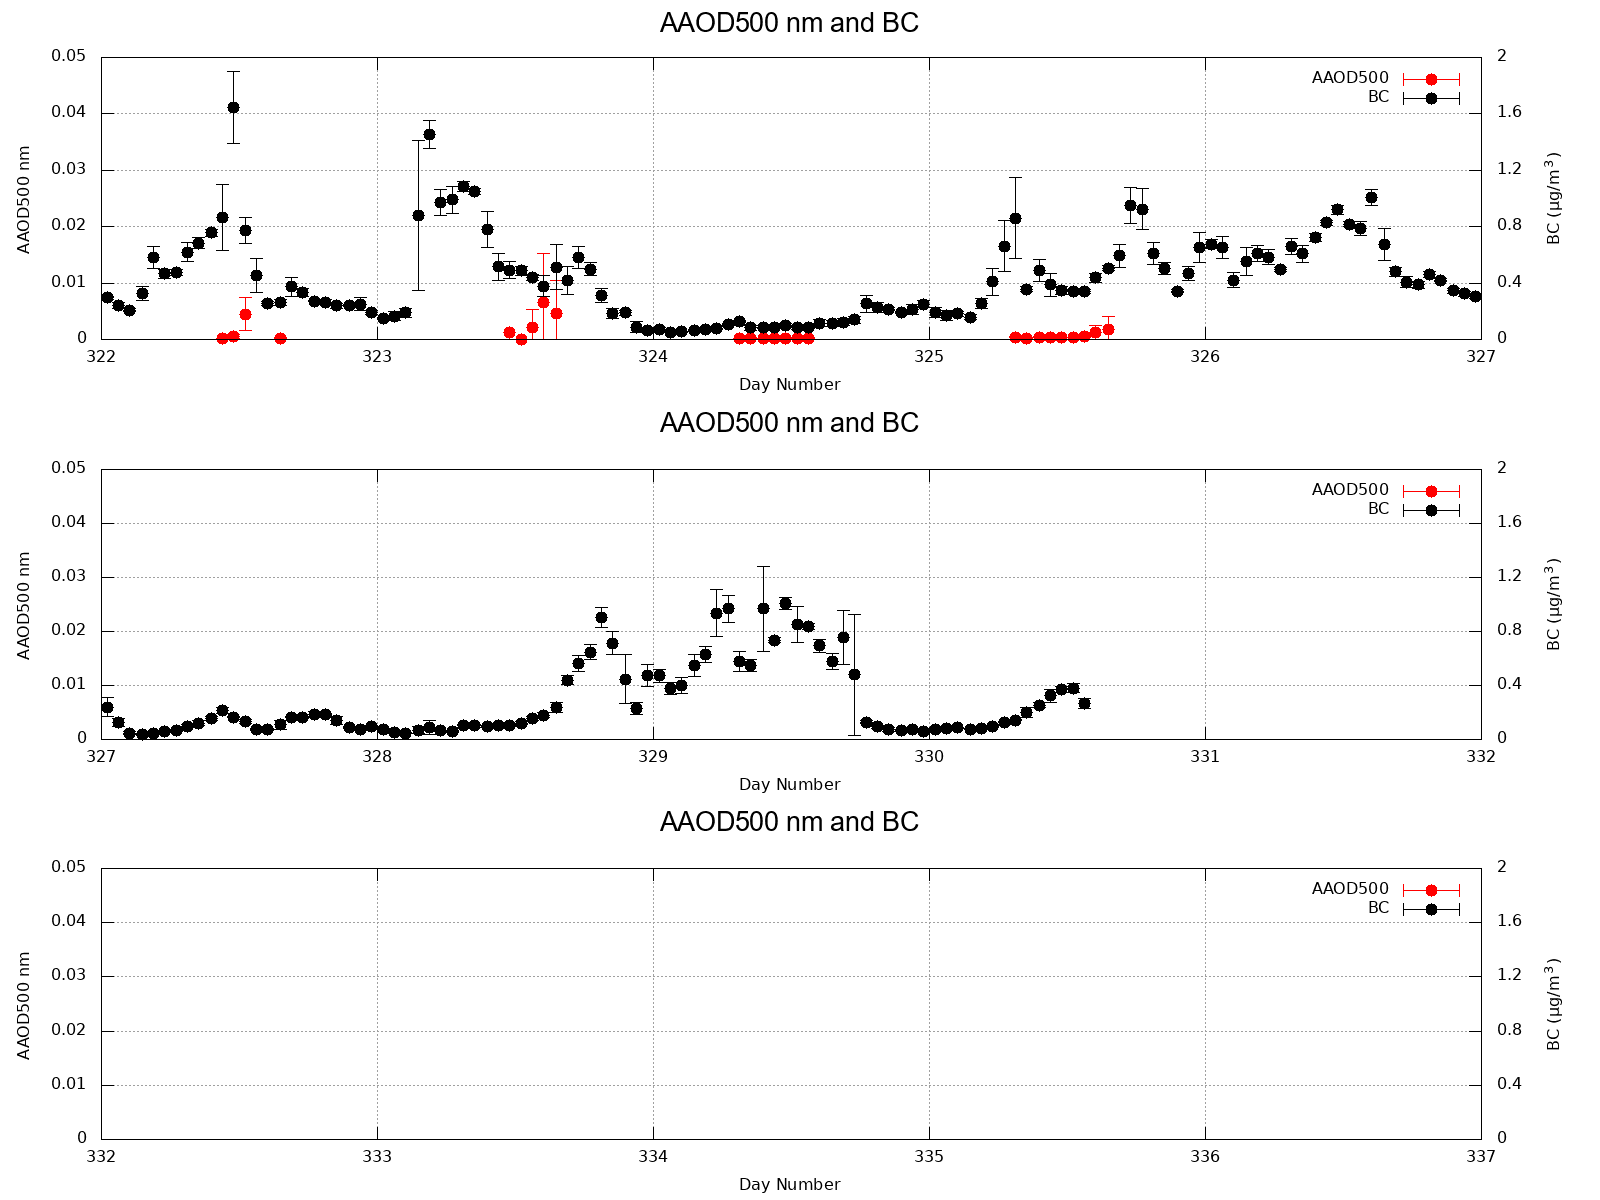 AAOD500 nm and BC
0.05 2
AAOD500
BC
0.04 1.6
0.03 1.2
AAOD500 nm BC (µg/m³)
0.02 0.8
0.01 0.4
0 0
322 323 324 325 326 327
Day Number
AAOD500 nm and BC
0.05 2
AAOD500
BC
0.04 1.6
0.03 1.2
AAOD500 nm BC (µg/m³)
0.02 0.8
0.01 0.4
0 0
327 328 329 330 331 332
Day Number
AAOD500 nm and BC
0.05 2
AAOD500
BC
0.04 1.6
0.03 1.2
AAOD500 nm BC (µg/m³)
0.02 0.8
0.01 0.4
0 0
332 333 334 335 336 337
Day Number